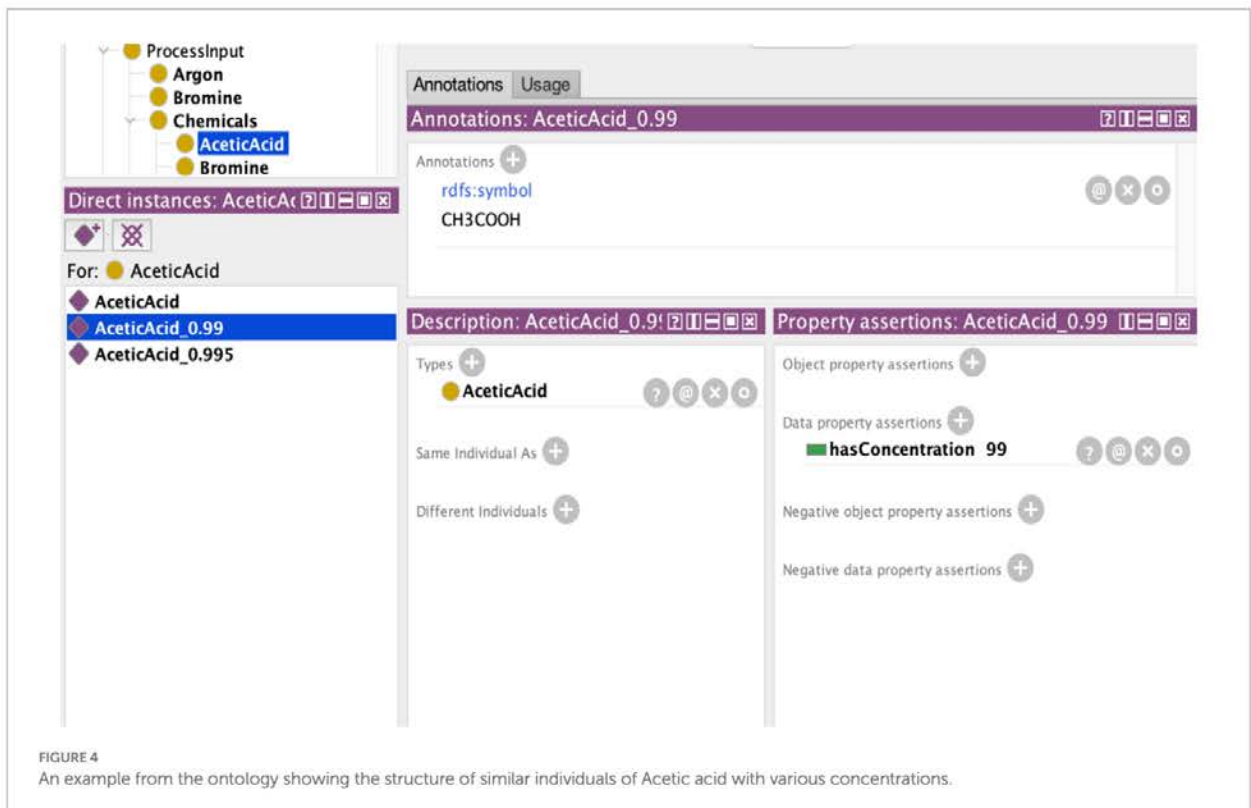 ProcessInput
Argon
Bromine
Chemicals
AceticAcid
Bromine
Direct instances: AceticAc
For: AceticAcid
AceticAcid
AceticAcid_0.99
AceticAcid_0.995
Annotations Usage
Annotations: AceticAcid_0.99
Annotations
rdfs:symbol
CH3COOH
Description: AceticAcid_0.9
Types
AceticAcid
Same Individual As
Different Individuals
Property assertions: AceticAcid_0.99
Object property assertions
Data property assertions
hasConcentration 99
Negative object property assertions
Negative data property assertions
FIGURE 4
An example from the ontology showing the structure of similar individuals of Acetic acid with various concentrations.